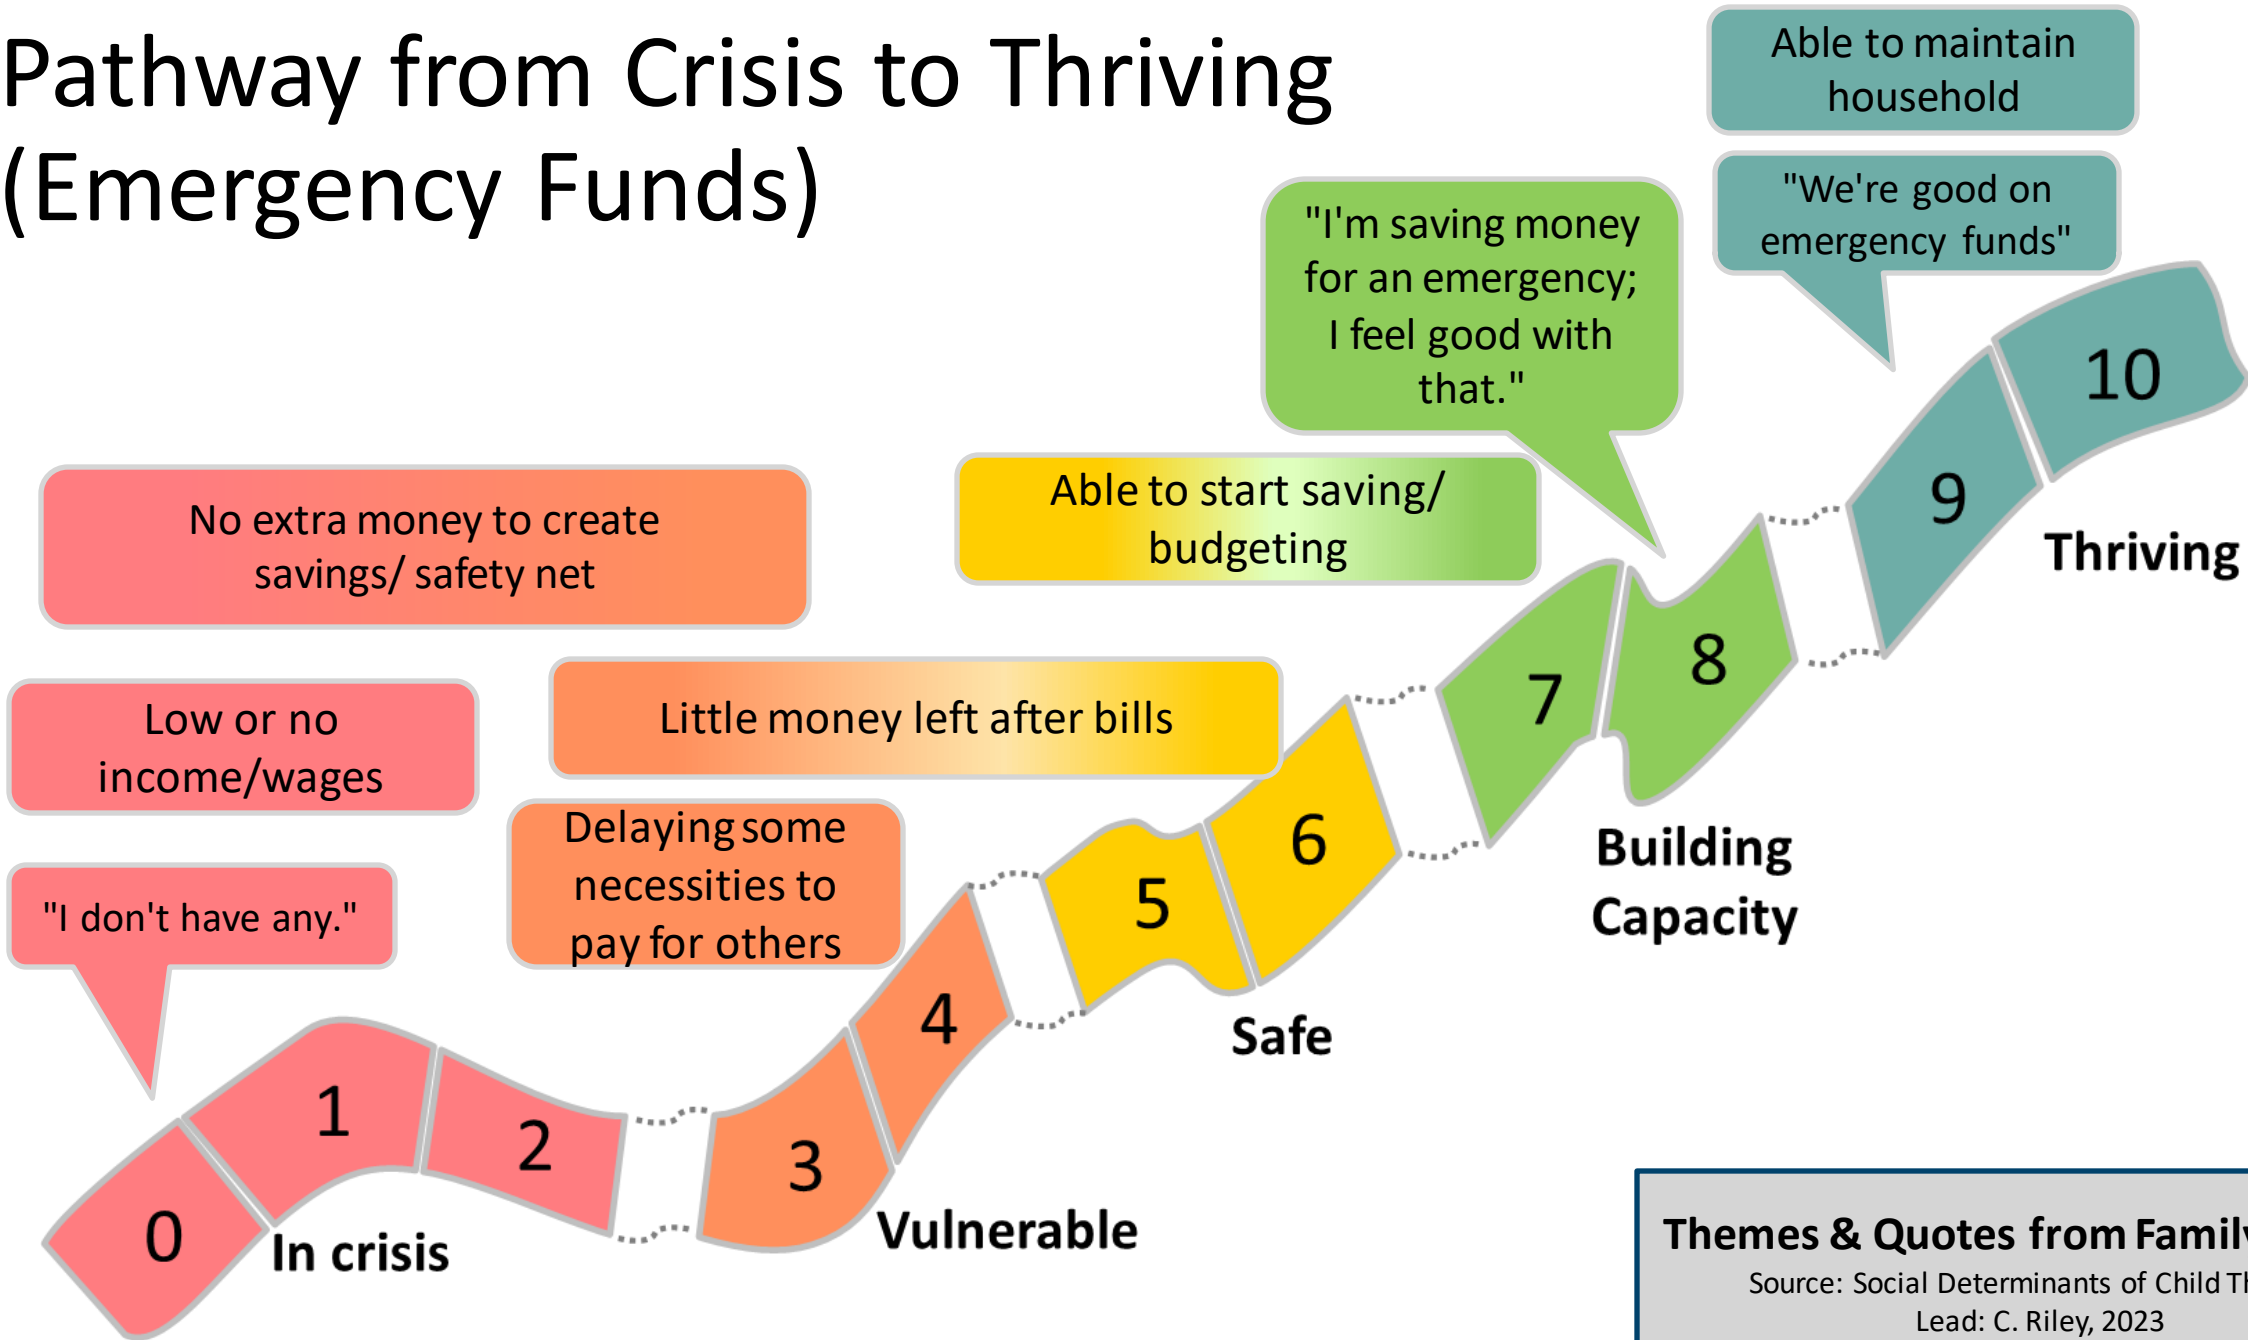 Pathway from Crisis to Thriving
(Emergency Funds)
Able to maintain
household
"We're good on
emergency funds"
"I'm saving money
for an emergency;
I feel good with
that."
No extra money to create
savings/ safety net
Able to start saving/
budgeting
Low or no
income/wages
Little money left after bills
Delaying some
necessities to
pay for others
"I don't have any."
0
1
2
In crisis
3
4
Vulnerable
5
6
Safe
7
8
Building
Capacity
9
10
Thriving
Themes & Quotes from Family
Source: Social Determinants of Child
Lead: C. Riley, 2023